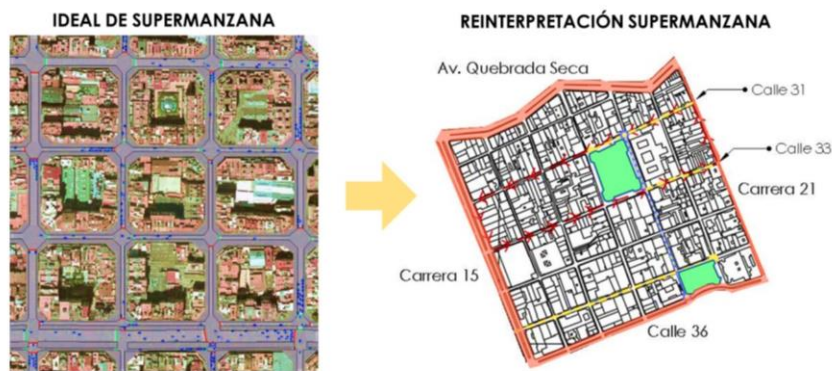 IDEAL DE SUPERMANZANA
REINTERPRETACIÓN SUPERMANZANA
Av. Quebrada Seca
Calle 31
Calle 33
Carrera 21
Carrera 15
Calle 36